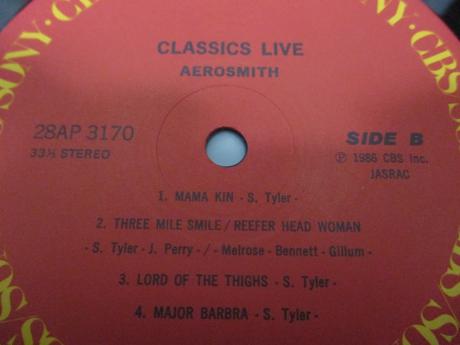 CLASSICS LIVE
AEROSMITH
28AP 3170
33⅓ STEREO
SIDE B
Ⓟ 1986 CBS Inc.
JASRAC
1. MAMA KIN - S. Tyler -
2. THREE MILE SMILE / REEFER HEAD WOMAN
- S. Tyler - J. Perry - / - Melrose - Bennett - Gillum -
3. LORD OF THE THIGHS - S. Tyler -
4. MAJOR BARBRA - S. Tyler -
SONY
CBS